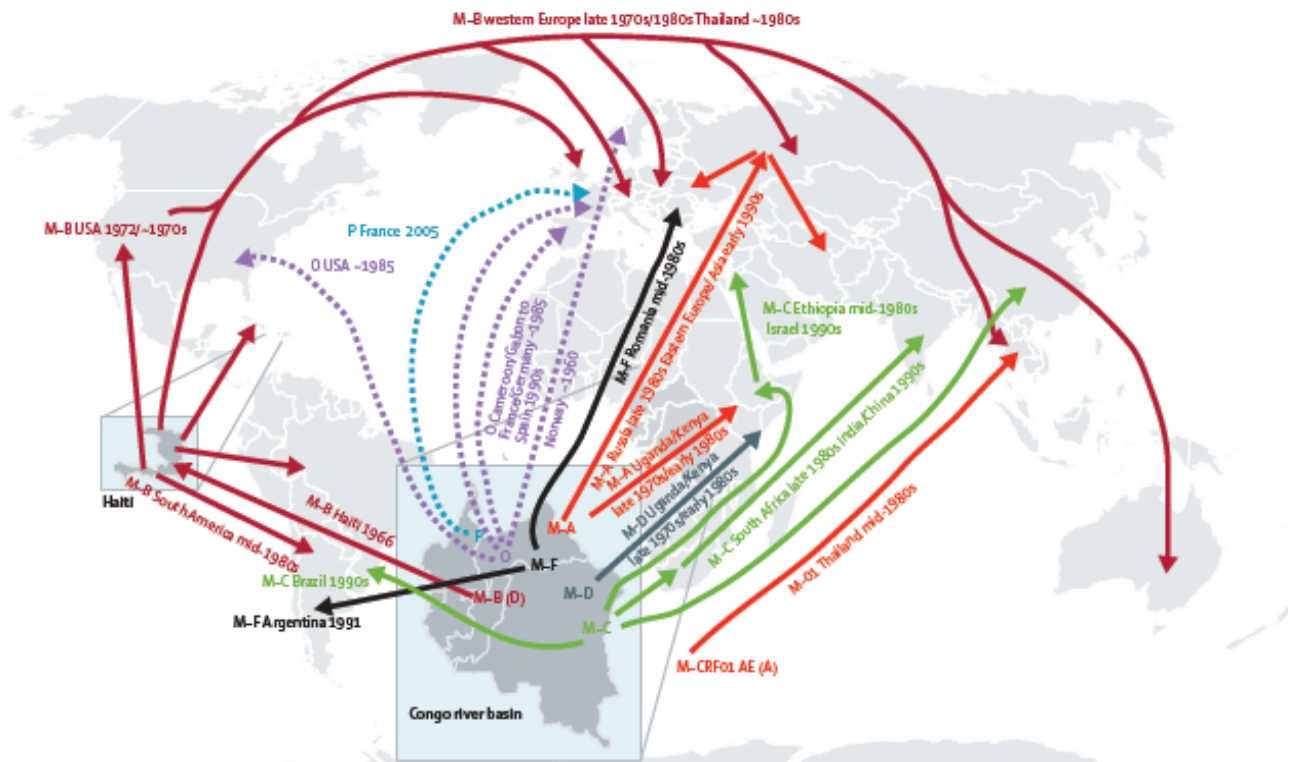 M–B western Europe late 1970s/1980s Thailand ~1980s
M–B USA 1972/~1970s
P France 2005
O USA ~1985
O Cameroon/Gabon to
France/Germany ~1985
Spain 1990s
Norway ~1960
M–F Romania mid-1980s
M–A Russia late 1980s Eastern Europe/Asia early 1990s
M–A Uganda/Kenya
late 1970s/early 1980s
M–D Uganda/Kenya
late 1970s/early 1980s
M–C Ethiopia mid-1980s
Israel 1990s
M–C South Africa late 1980s India/China 1990s
M–01 Thailand mid-1980s
Haiti
M–B South America mid-1980s
M–B Haiti 1966
M–C Brazil 1990s
M–F Argentina 1991
P
O
M–A
M–F
M–B (D)
M–D
M–C
M–CRF01 AE (A)
Congo river basin